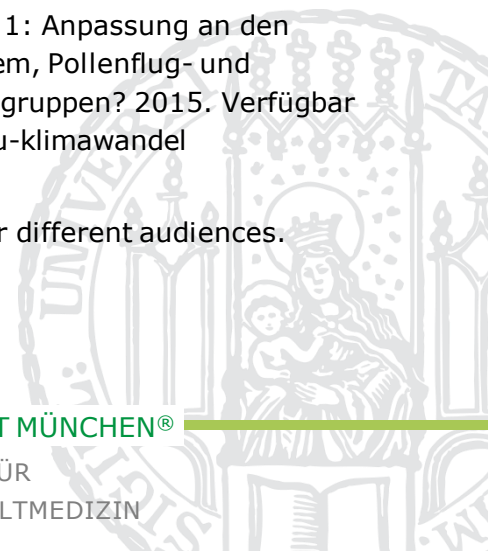 1: Anpassung an den
em, Pollenflug- und
gruppen? 2015. Verfügbar
u-klimawandel
r different audiences.
T MÜNCHEN®
ÜR
LTMEDIZIN